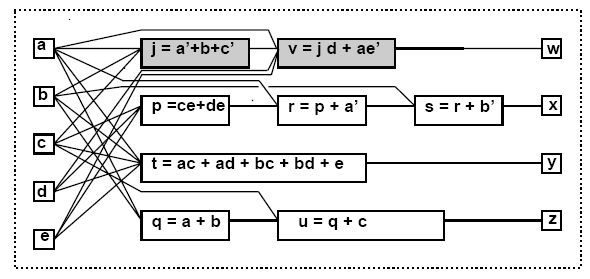 a j = a'+b+c' v = j d + ae' w
b p =ce+de r = p + a' s = r + b' x
c t = ac + ad + bc + bd + e y
d
e q = a + b u = q + c z